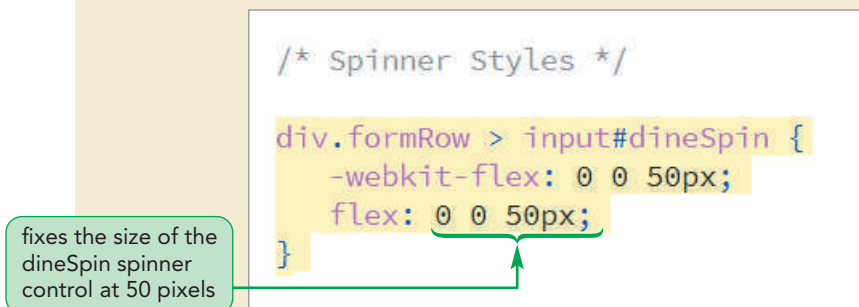 /* Spinner Styles */
div.formRow > input#dineSpin {
-webkit-flex: 0 0 50px;
flex: 0 0 50px;
}
fixes the size of the
dineSpin spinner
control at 50 pixels